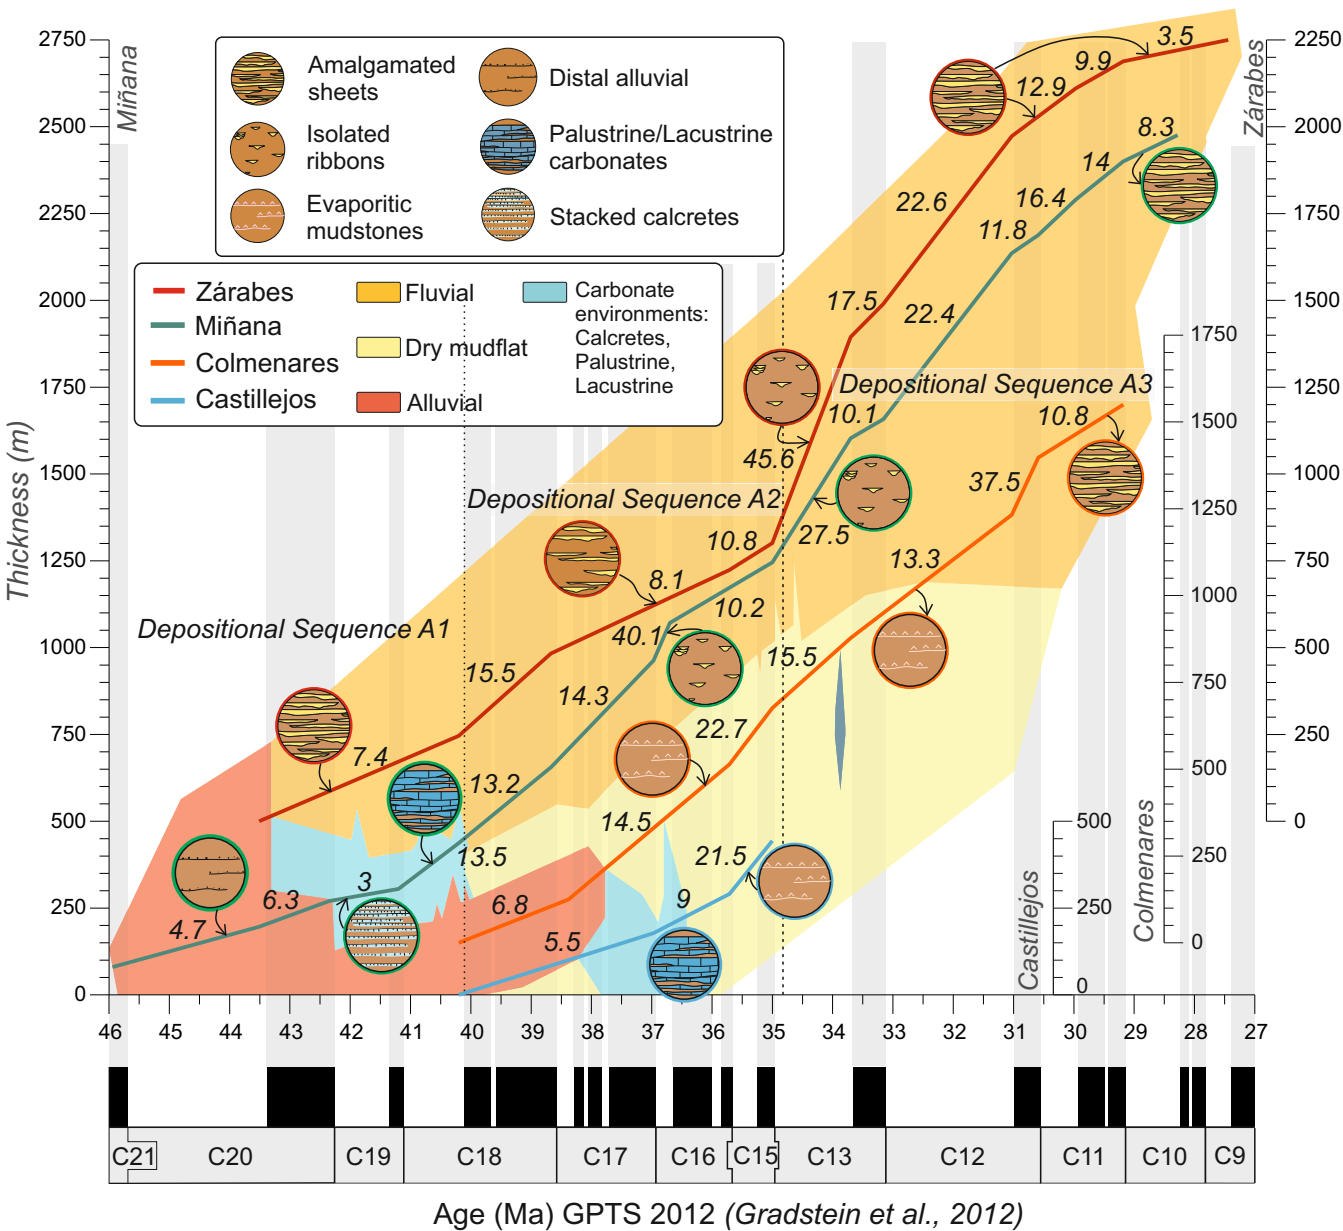 Miñana
Thickness (m)
2750
2500
2250
2000
1750
1500
1250
1000
750
500
250
0
Amalgamated
sheets
Distal alluvial
Isolated
ribbons
Palustrine/Lacustrine
carbonates
Evaporitic
mudstones
Stacked calcretes
Zárabes
Miñana
Colmenares
Castillejos
Fluvial
Dry mudflat
Alluvial
Carbonate
environments:
Calcretes,
Palustrine,
Lacustrine
Depositional Sequence A1
Depositional Sequence A2
Depositional Sequence A3
7.4
15.5
8.1
10.8
45.6
17.5
22.6
12.9
9.9
3.5
4.7
6.3
3
13.5
13.2
14.3
40.1
10.2
27.5
10.1
22.4
11.8
16.4
14
8.3
6.8
14.5
22.7
15.5
13.3
37.5
10.8
5.5
9
21.5
Zárabes
2250
2000
1750
1500
1250
1000
750
500
250
0
Colmenares
1750
1500
1250
1000
750
500
250
0
Castillejos
500
250
0
46 45 44 43 42 41 40 39 38 37 36 35 34 33 32 31 30 29 28 27
C21 C20 C19 C18 C17 C16 C15 C13 C12 C11 C10 C9
Age (Ma) GPTS 2012 (Gradstein et al., 2012)